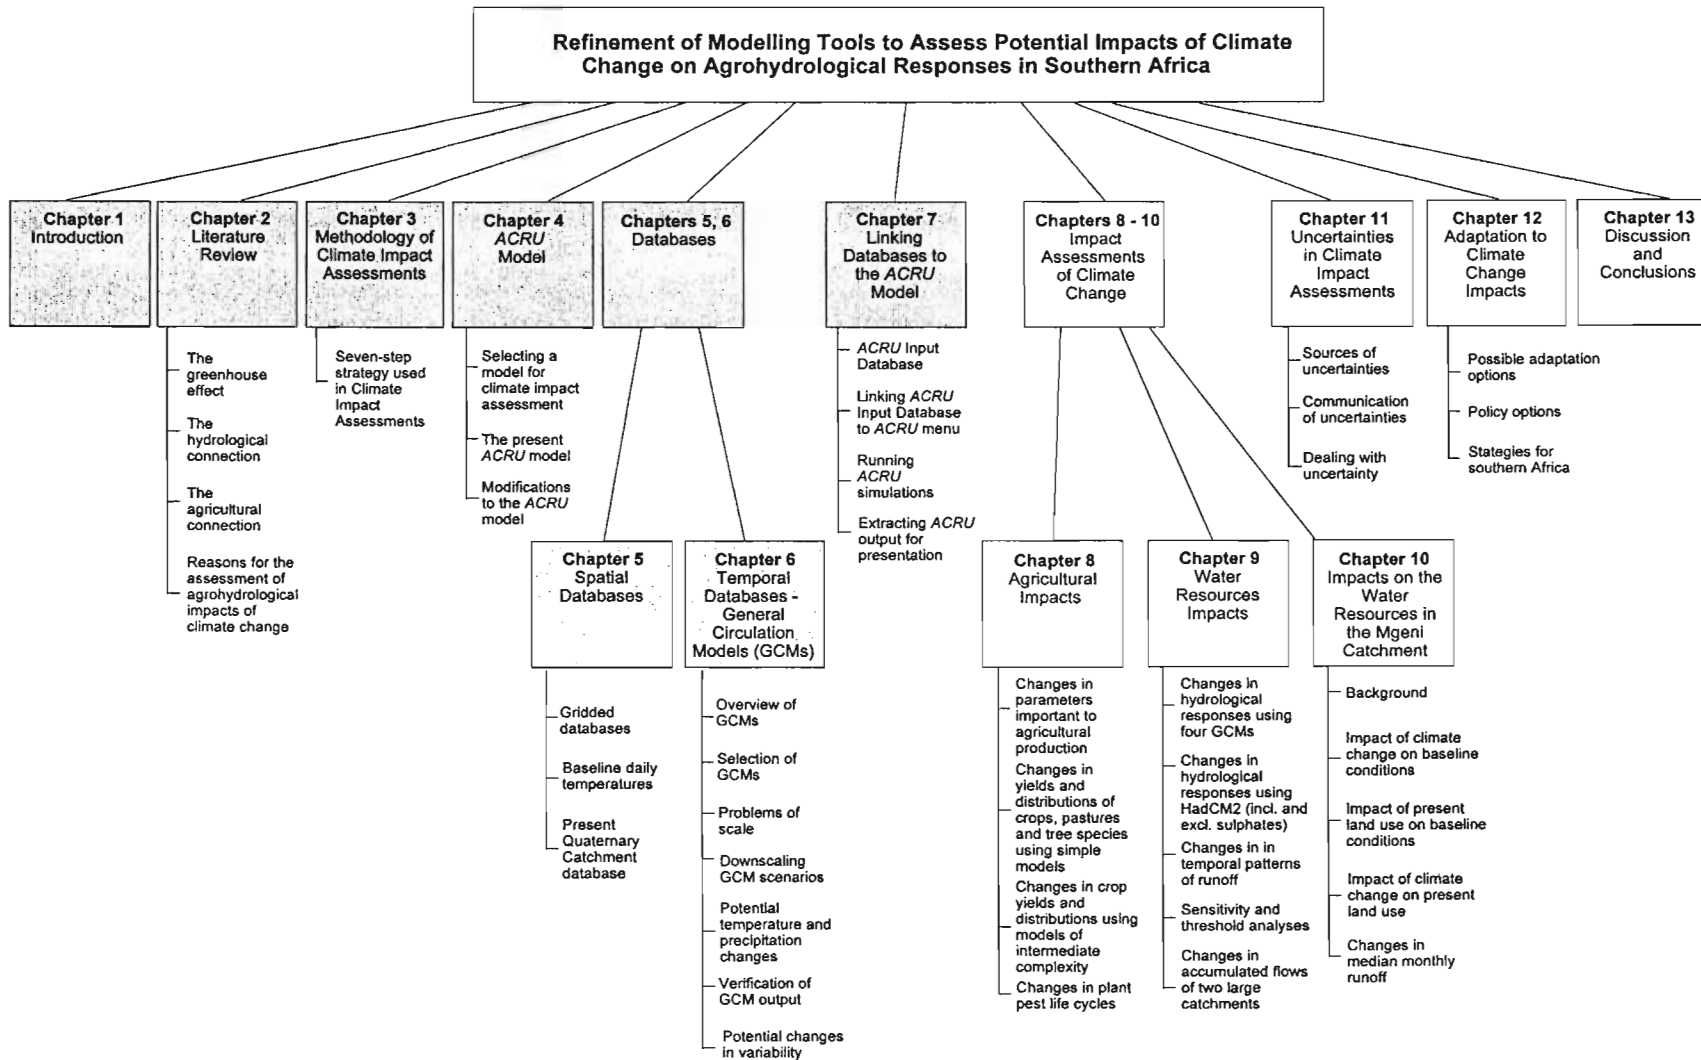 Refinement of Modelling Tools to Assess Potential Impacts of Climate
Change on Agrohydrological Responses in Southern Africa
Chapter 1
Introduction
Chapter 2
Literature
Review
Chapter 3
Methodology of
Climate Impact
Assessments
Chapter 4
ACRU
Model
Chapters 5, 6
Databases
Chapter 7
Linking
Databases to
the ACRU
Model
Chapters 8 - 10
Impact
Assessments
of Climate
Change
Chapter 11
Uncertainties
in Climate
Impact
Assessments
Chapter 12
Adaptation to
Climate
Change
Impacts
Chapter 13
Discussion
and
Conclusions
The
greenhouse
effect
The
hydrological
connection
The
agricultural
connection
Reasons for the
assessment of
agrohydrological
impacts of
climate change
Seven-step
strategy used
in Climate
Impact
Assessments
Selecting a
model for
climate impact
assessment
The present
ACRU model
Modifications
to the ACRU
model
ACRU Input
Database
Linking ACRU
Input Database
to ACRU menu
Running
ACRU
simulations
Extracting ACRU
output for
presentation
Sources of
uncertainties
Communication
of uncertainties
Dealing with
uncertainty
Possible adaptation
options
Policy options
Stategies for
southern Africa
Chapter 5
Spatial
Databases
Chapter 6
Temporal
Databases -
General
Circulation
Models (GCMs)
Chapter 8
Agricultural
Impacts
Chapter 9
Water
Resources
Impacts
Chapter 10
Impacts on the
Water
Resources in
the Mgeni
Catchment
Gridded
databases
Baseline daily
temperatures
Present
Quaternary
Catchment
database
Overview of
GCMs
Selection of
GCMs
Problems of
scale
Downscaling
GCM scenarios
Potential
temperature and
precipitation
changes
Verification of
GCM output
Potential changes
in variability
Changes in
parameters
important to
agricultural
production
Changes in
yields and
distributions of
crops, pastures
and tree species
using simple
models
Changes in crop
yields and
distributions using
models of
intermediate
complexity
Changes in plant
pest life cycles
Changes in
hydrological
responses using
four GCMs
Changes in
hydrological
responses using
HadCM2 (incl. and
excl. sulphates)
Changes in in
temporal patterns
of runoff
Sensitivity and
threshold analyses
Changes in
accumulated flows
of two large
catchments
Background
Impact of climate
change on baseline
conditions
Impact of present
land use on baseline
conditions
Impact of climate
change on present
land use
Changes in
median monthly
runoff